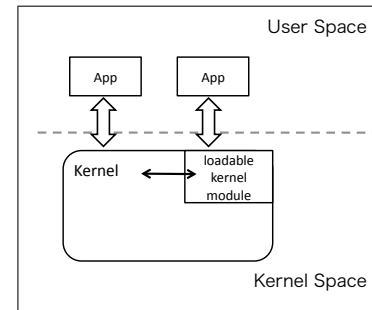 User Space
App
App
Kernel
loadable
kernel
module
Kernel Space